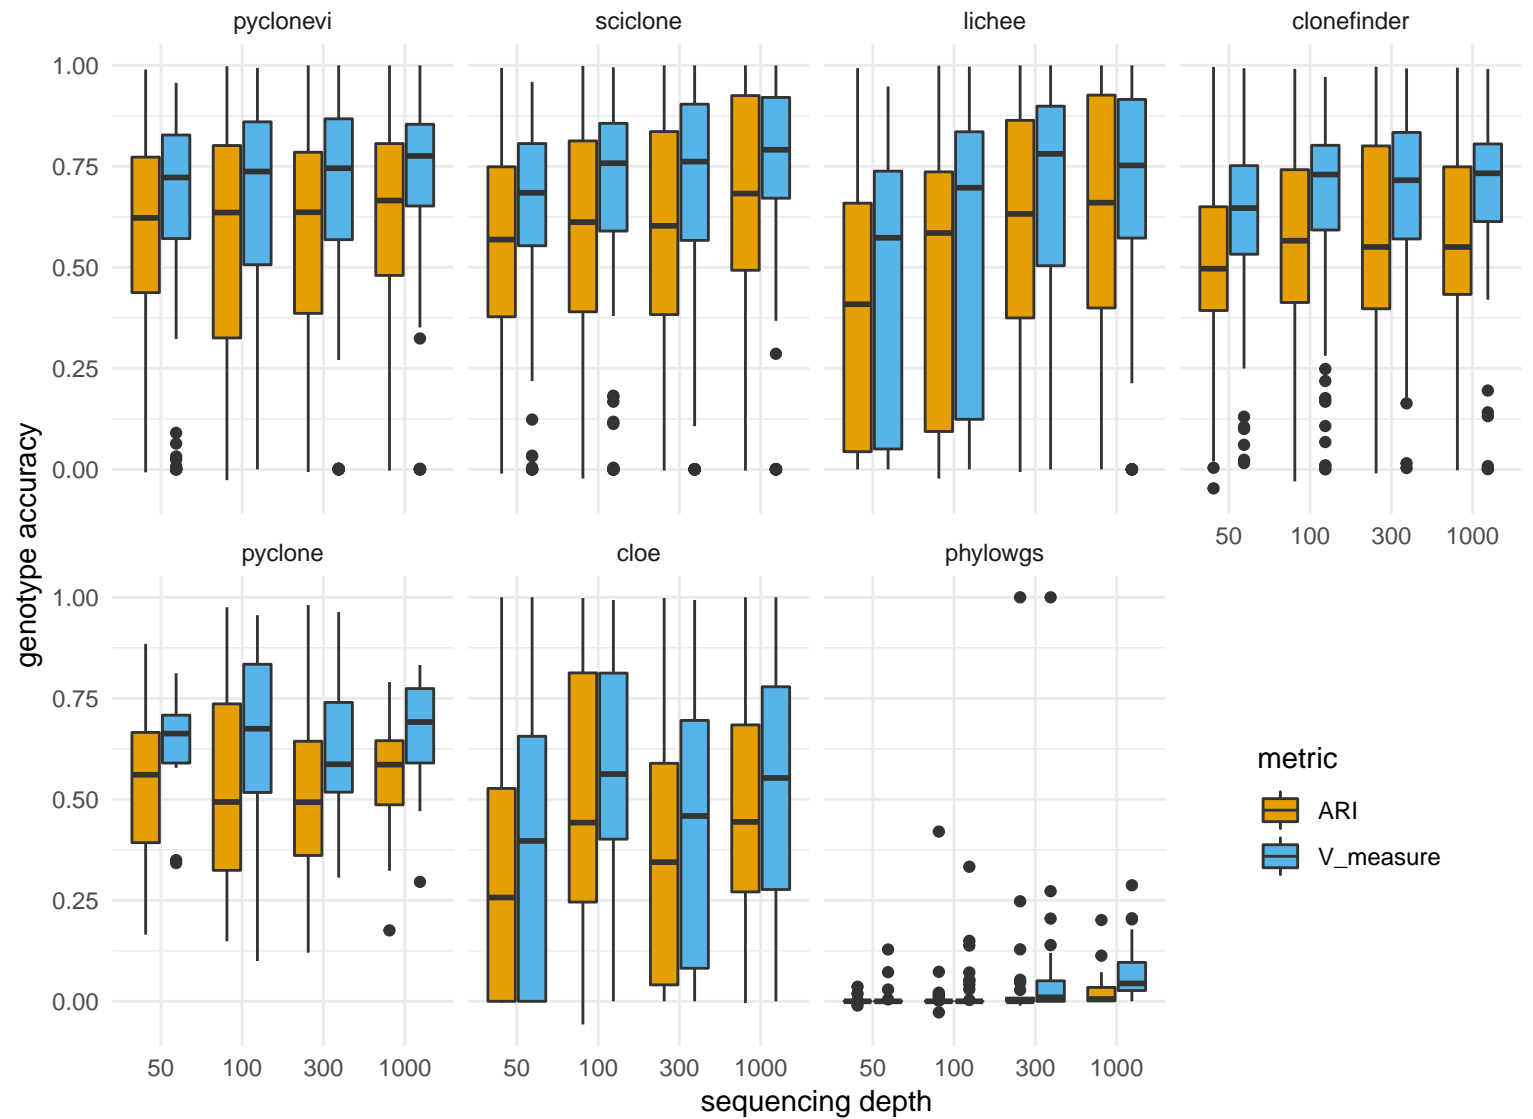 pyclonevi sciclone lichee clonefinder
1.00
0.75
0.50
0.25
0.00
50 100 300 1000
pyclone cloe phylowgs
1.00
0.75
0.50
0.25
0.00
50 100 300 1000 50 100 300 1000 50 100 300 1000
sequencing depth
genotype accuracy
metric
ARI
V_measure